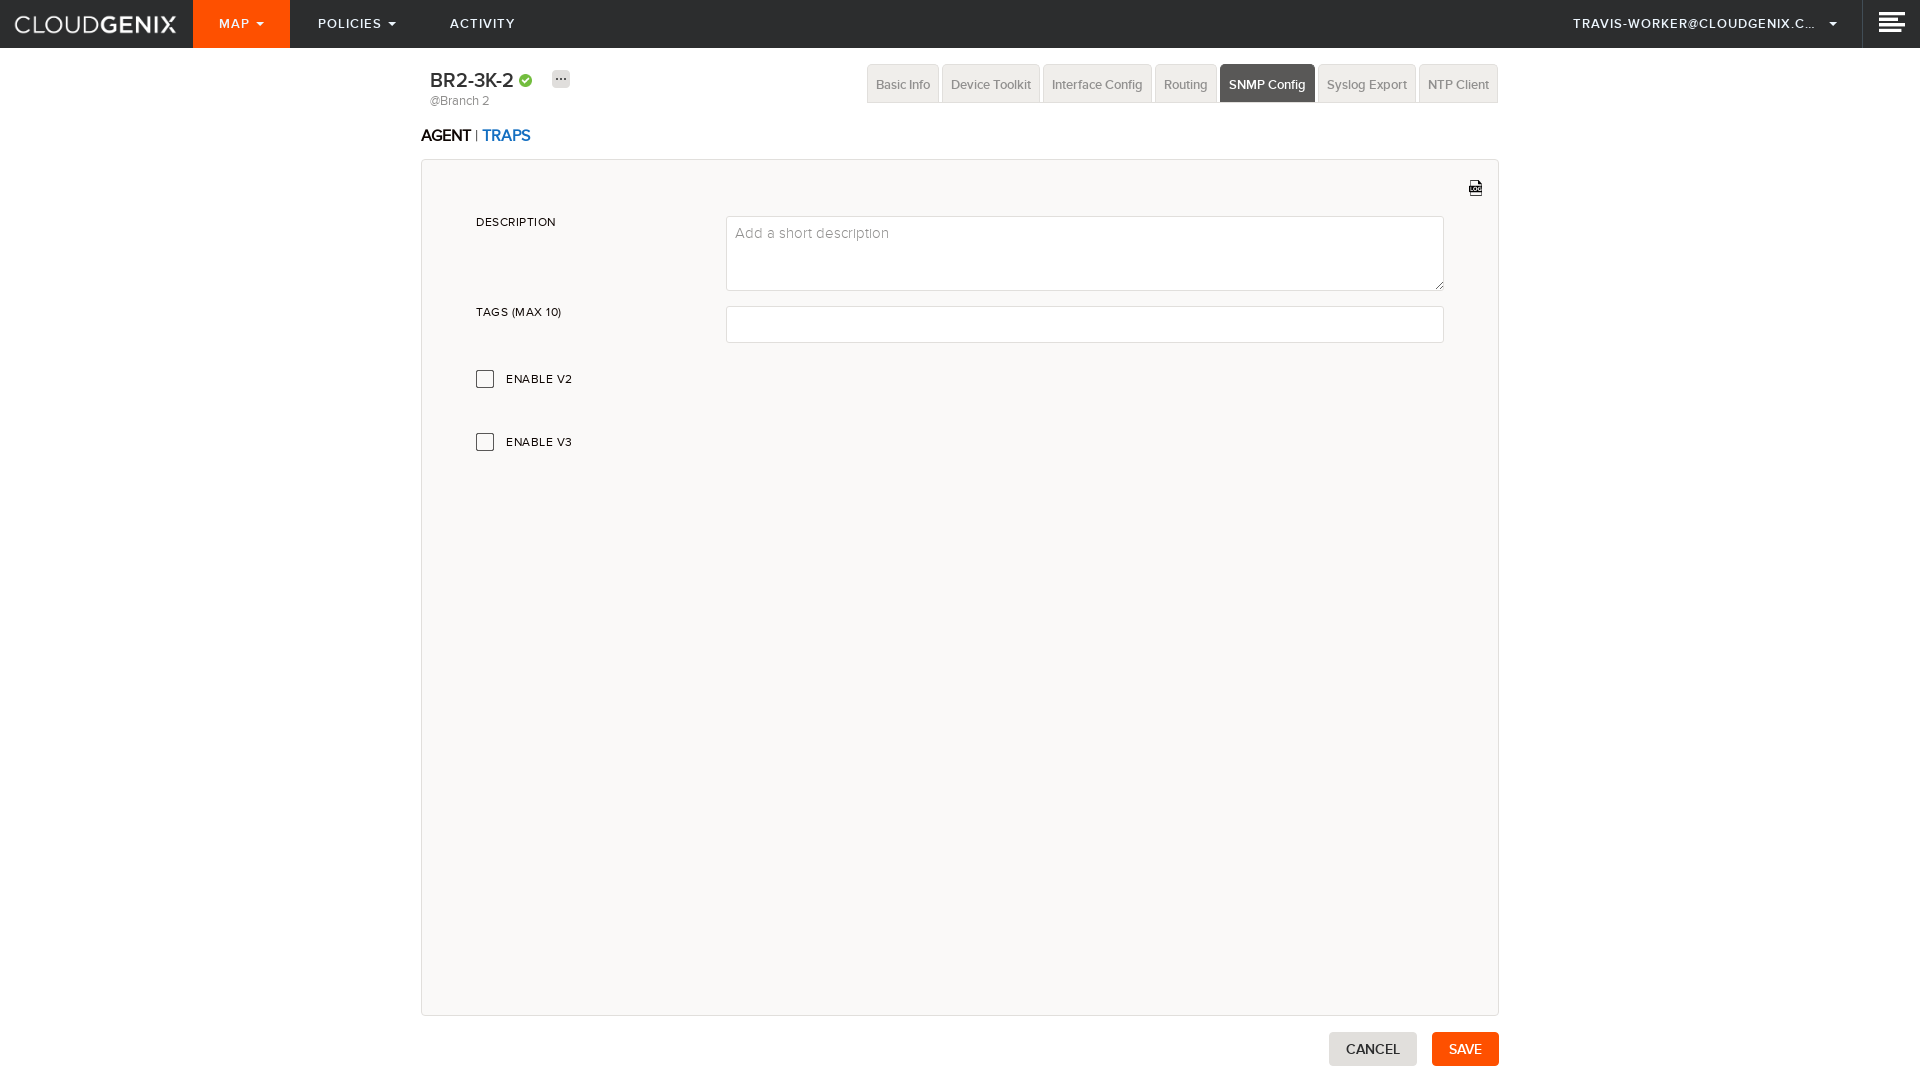 CLOUDGENIX MAP POLICIES ACTIVITY TRAVIS-WORKER@CLOUDGENIX.C...
BR2-3K-2
@Branch 2
Basic Info Device Toolkit Interface Config Routing SNMP Config Syslog Export NTP Client
AGENT | TRAPS
LOG
DESCRIPTION Add a short description
TAGS (MAX 10)
ENABLE V2
ENABLE V3
CANCEL SAVE